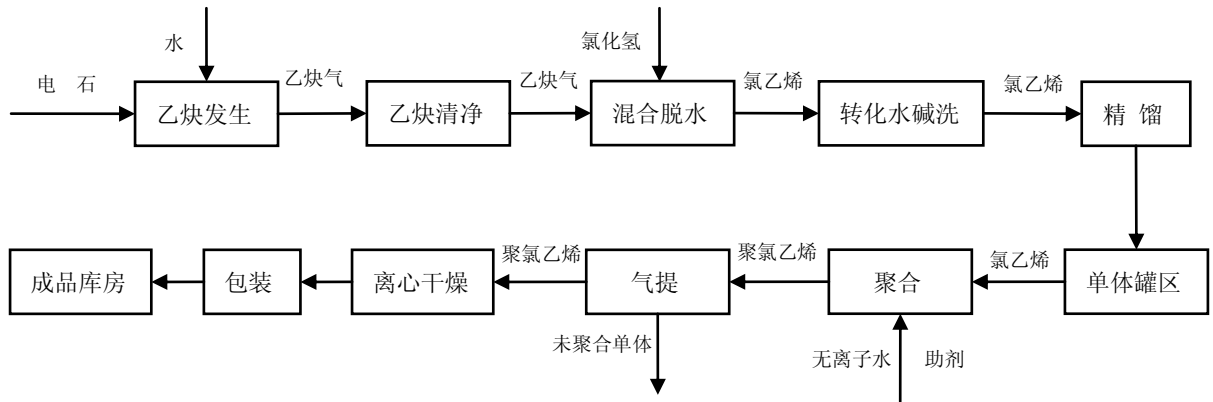 水
氯化氢
电 石
乙炔气
乙炔气
氯乙烯
氯乙烯
乙炔发生
乙炔清净
混合脱水
转化水碱洗
精 馏
聚氯乙烯
聚氯乙烯
氯乙烯
成品库房
包装
离心干燥
气提
聚合
单体罐区
未聚合单体
无离子水
助剂